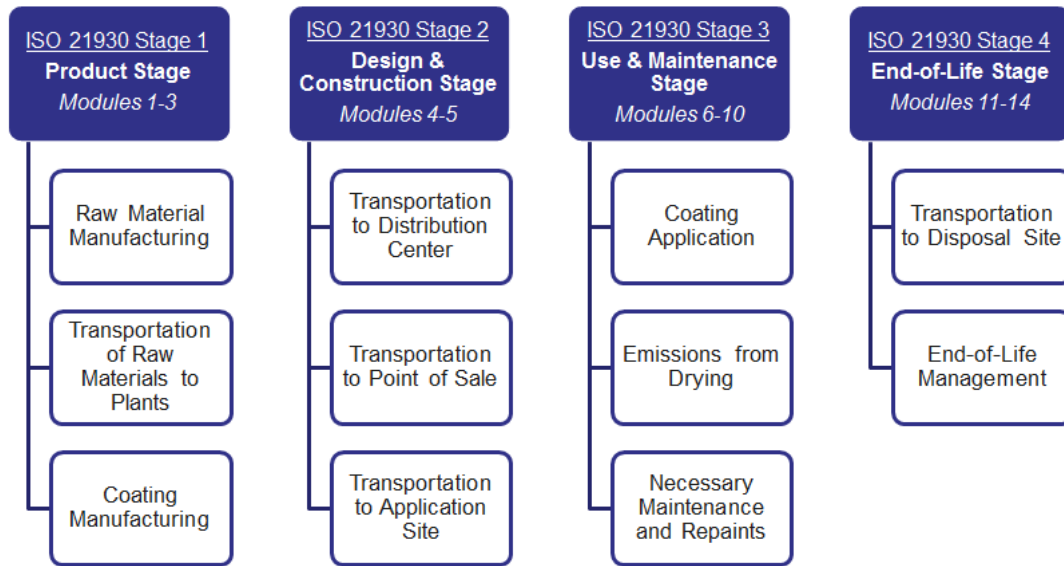 ISO 21930 Stage 1
Product Stage
Modules 1-3
Raw Material
Manufacturing
Transportation
of Raw
Materials to
Plants
Coating
Manufacturing
ISO 21930 Stage 2
Design &
Construction Stage
Modules 4-5
Transportation
to Distribution
Center
Transportation
to Point of Sale
Transportation
to Application
Site
ISO 21930 Stage 3
Use & Maintenance
Stage
Modules 6-10
Coating
Application
Emissions from
Drying
Necessary
Maintenance
and Repaints
ISO 21930 Stage 4
End-of-Life Stage
Modules 11-14
Transportation
to Disposal Site
End-of-Life
Management